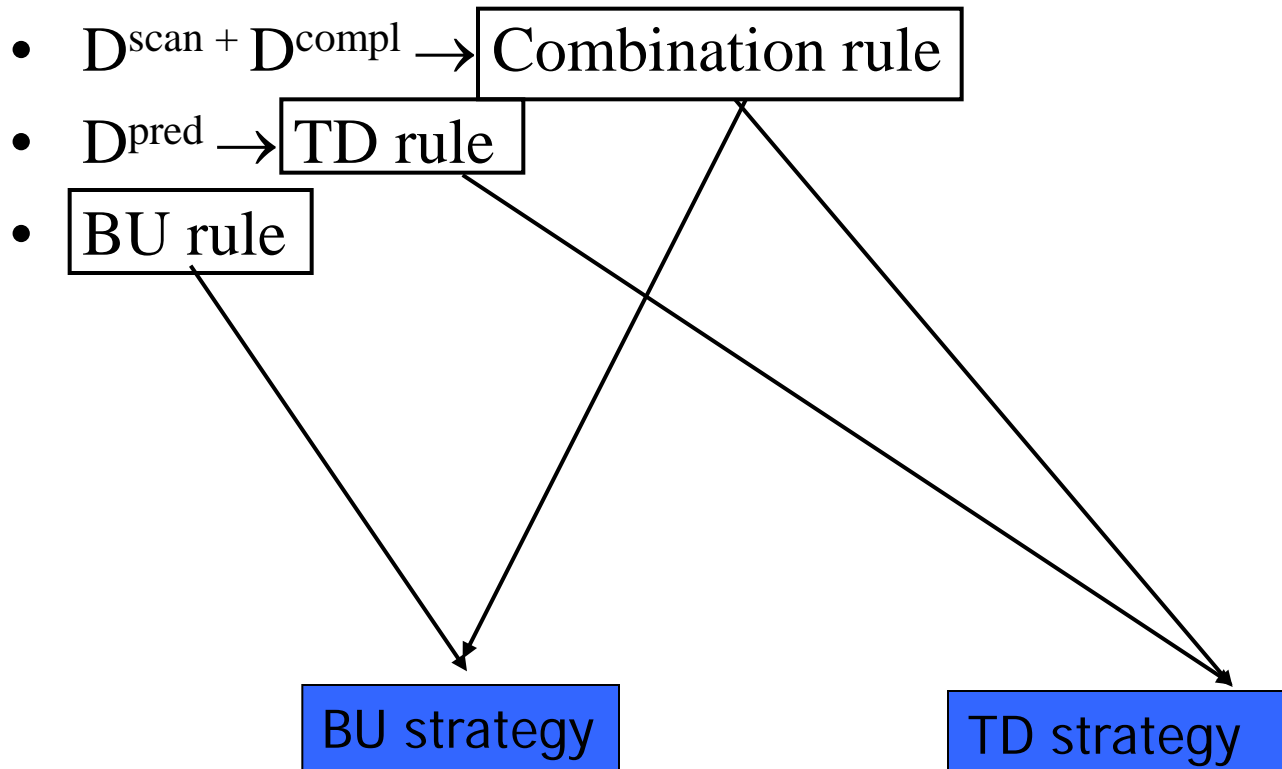 • D^scan + D^compl → Combination rule
• D^pred → TD rule
• BU rule
BU strategy
TD strategy